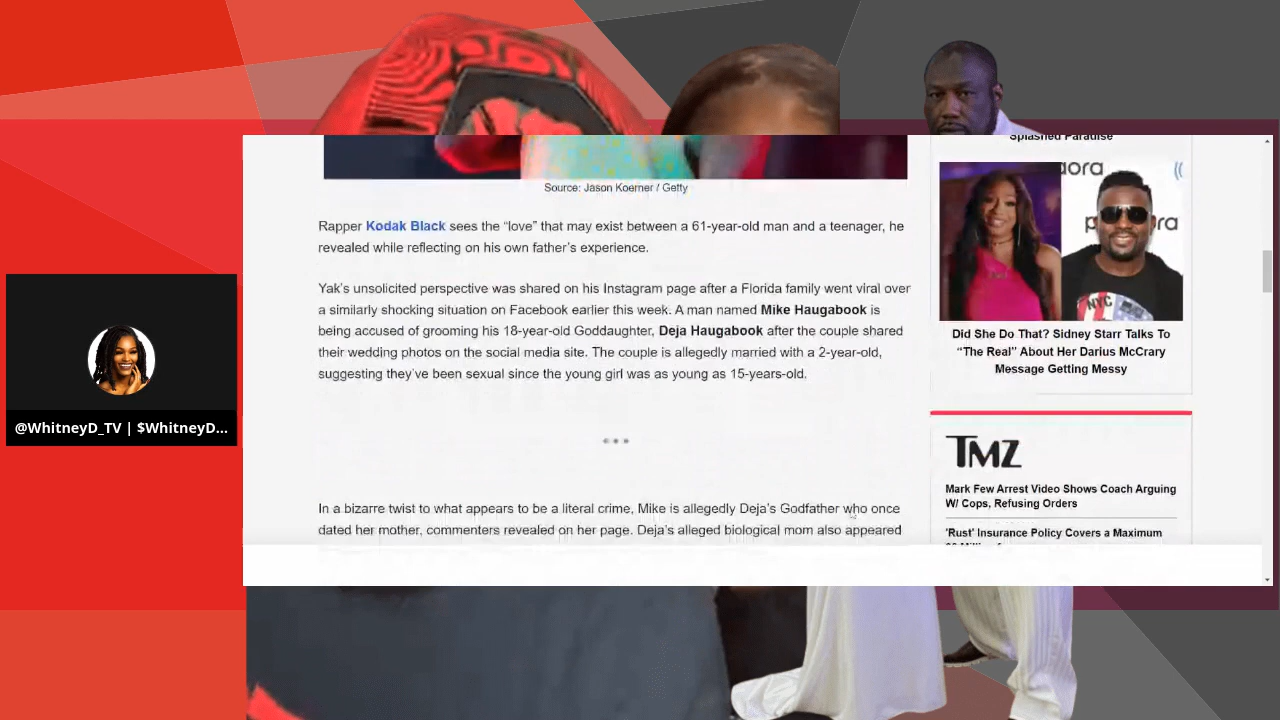 Splashed Paradise
Source: Jason Koerner / Getty
Rapper Kodak Black sees the “love” that may exist between a 61-year-old man and a teenager, he
revealed while reflecting on his own father’s experience.
Yak’s unsolicited perspective was shared on his Instagram page after a Florida family went viral over
a similarly shocking situation on Facebook earlier this week. A man named Mike Haugabook is
being accused of grooming his 18-year-old Goddaughter, Deja Haugabook after the couple shared
their wedding photos on the social media site. The couple is allegedly married with a 2-year-old,
suggesting they’ve been sexual since the young girl was as young as 15-years-old.
In a bizarre twist to what appears to be a literal crime, Mike is allegedly Deja’s Godfather who once
dated her mother, commenters revealed on her page. Deja’s alleged biological mom also appeared
NYC
Did She Do That? Sidney Starr Talks To
“The Real” About Her Darius McCrary
Message Getting Messy
TMZ
Mark Few Arrest Video Shows Coach Arguing
W/ Cops, Refusing Orders
'Rust' Insurance Policy Covers a Maximum
@WhitneyD_TV | $WhitneyD...